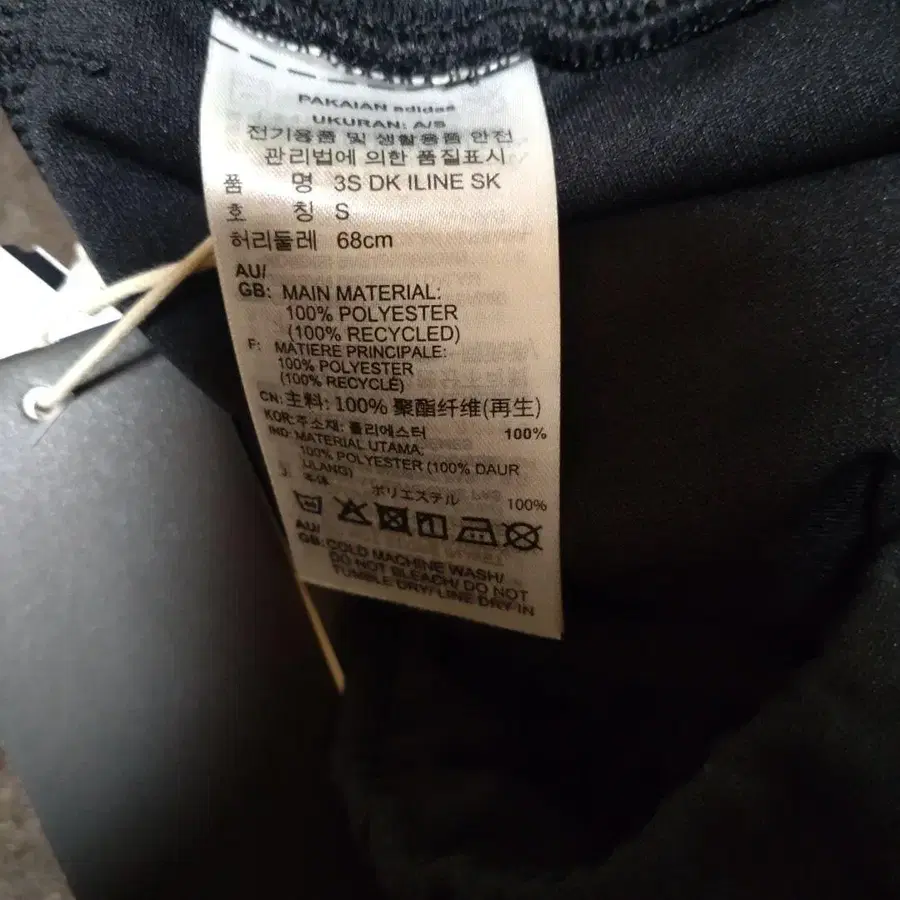 PAKAIAN adidas
UKURAN: A/S
전기용품 및 생활용품 안전
관리법에 의한 품질표시
품 명 3S DK ILINE SK
호 칭 S
허리둘레 68cm
AU/
GB: MAIN MATERIAL:
100% POLYESTER
(100% RECYCLED)
F: MATIERE PRINCIPALE:
100% POLYESTER
(100% RECYCLÉ)
CN: 主料: 100% 聚酯纤维(再生)
KOR: 주소재: 폴리에스터 100%
IND: MATERIAL UTAMA:
100% POLYESTER (100% DAUR
ULANG)
J: 本体
ポリエステル 100%
AU/
GB: COLD MACHINE WASH/
DO NOT BLEACH/ DO NOT
TUMBLE DRY/ LINE DRY IN